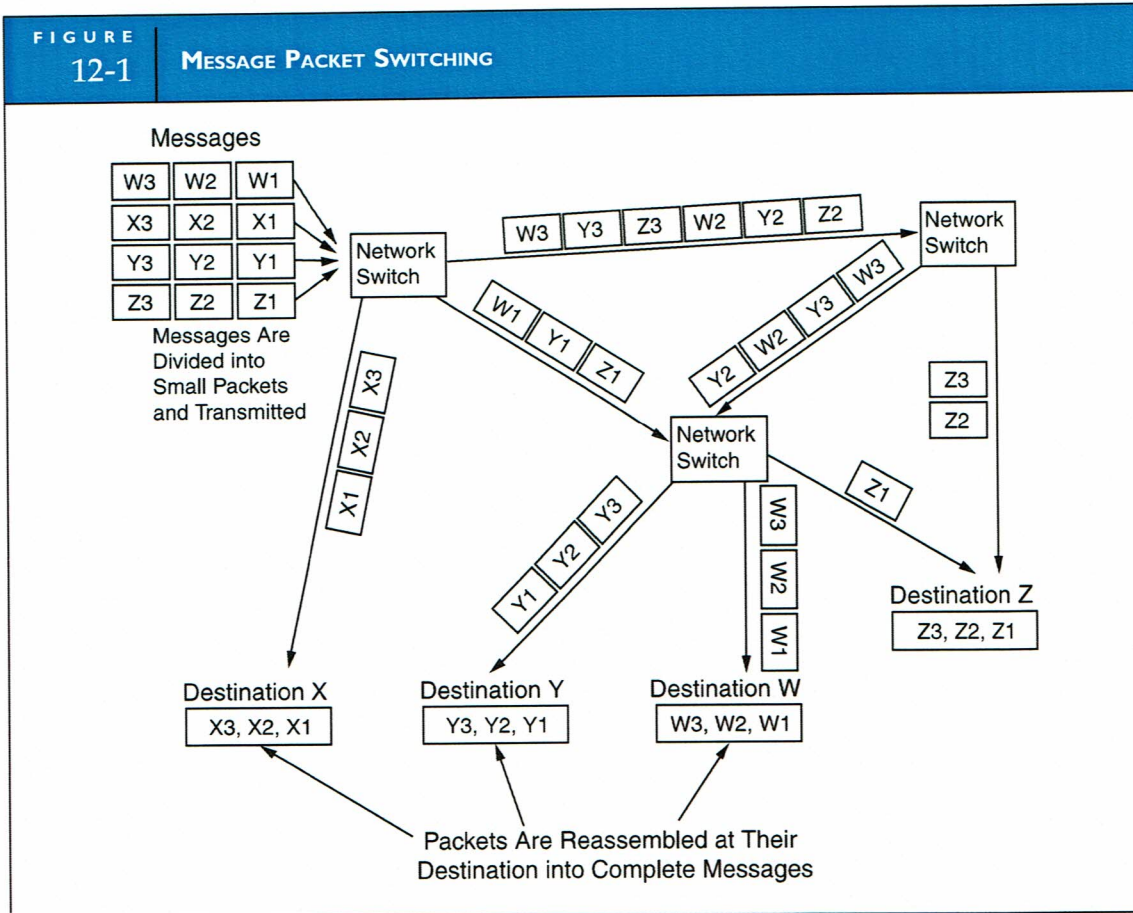 FIGURE
12-1
MESSAGE PACKET SWITCHING
Messages
W3 W2 W1
X3 X2 X1
Y3 Y2 Y1
Z3 Z2 Z1
Messages Are
Divided into
Small Packets
and Transmitted
Network
Switch
W3 Y3 Z3 W2 Y2 Z2
Network
Switch
W1 Y1 Z1
Y2 W2 Y3 W3
X1 X2 X3
Z3
Z2
Network
Switch
Z1
Y1 Y2 Y3
W3
W2
W1
Destination Z
Z3, Z2, Z1
Destination X
X3, X2, X1
Destination Y
Y3, Y2, Y1
Destination W
W3, W2, W1
Packets Are Reassembled at Their
Destination into Complete Messages